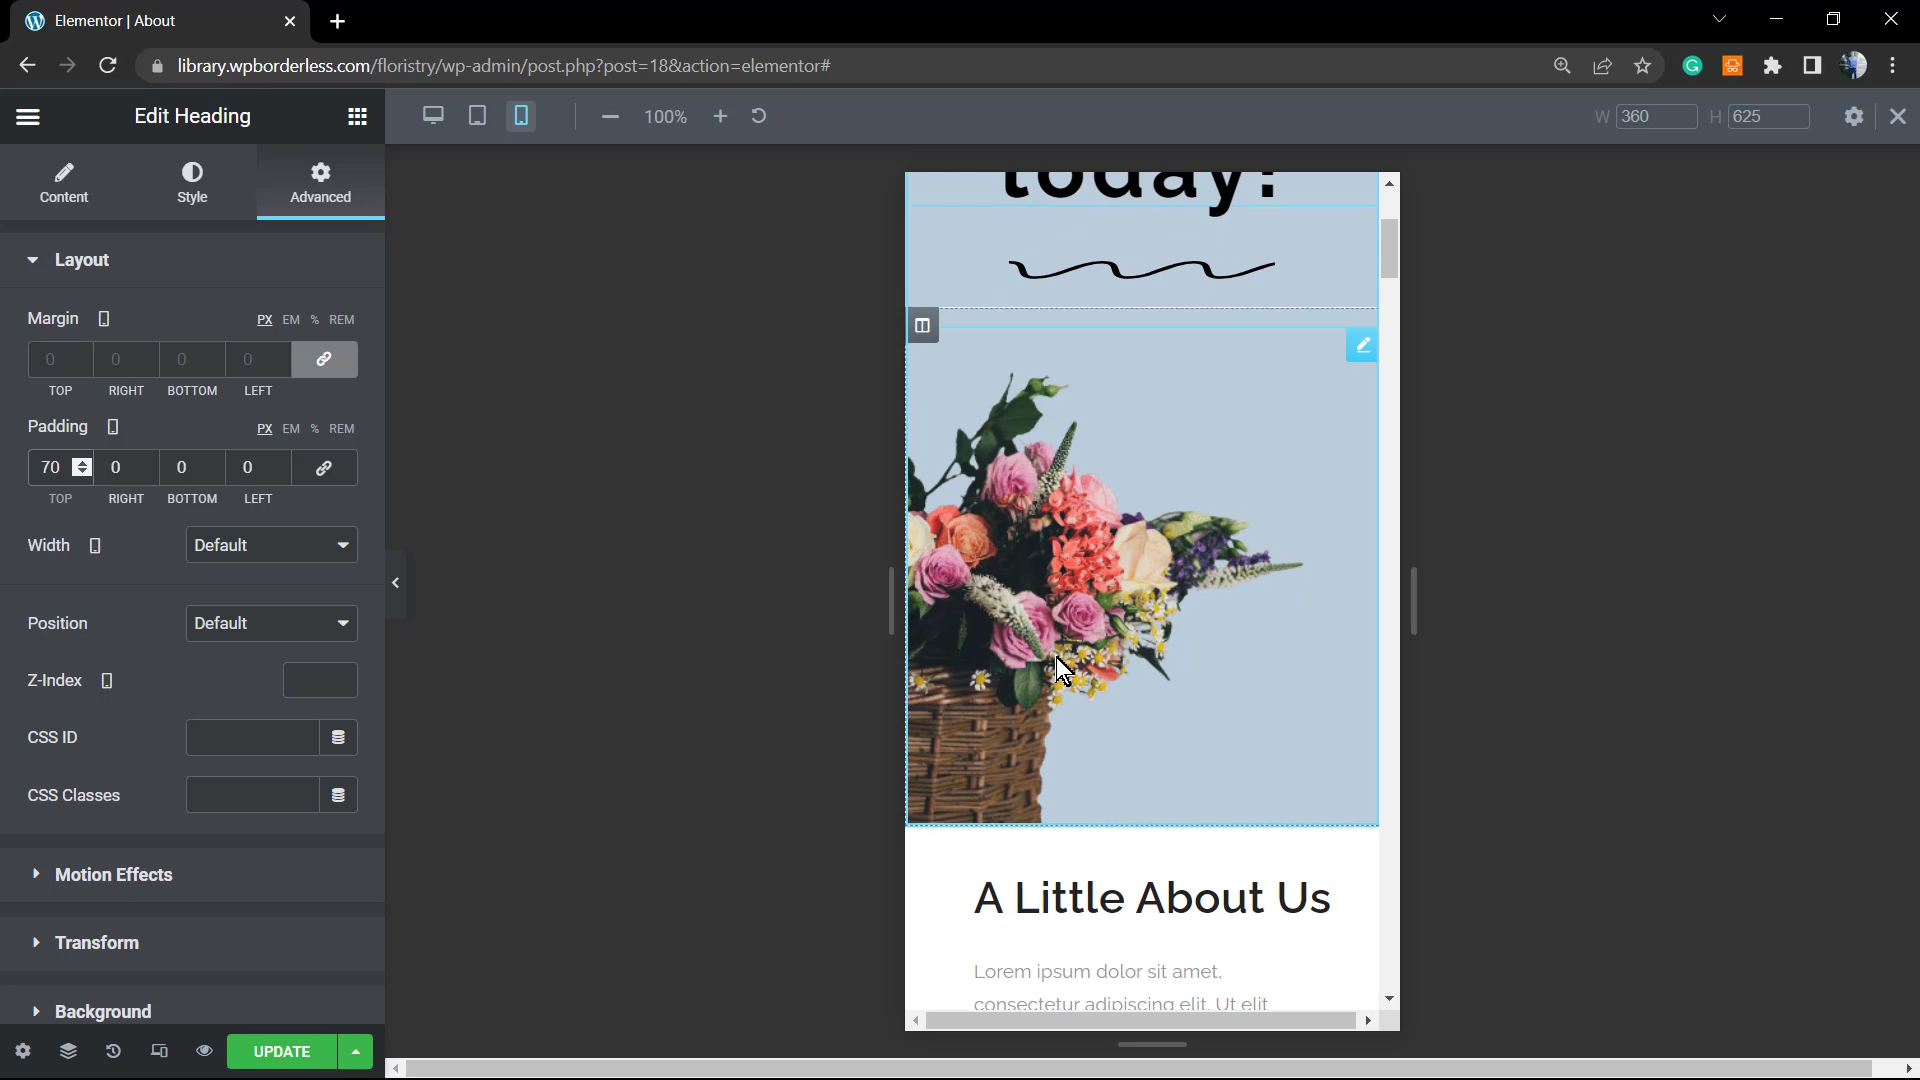 Elementor | About
library.wpborderless.com/floristry/wp-admin/post.php?post=18&action=elementor#
Edit Heading
100%
W 360
H 625
Content
Style
Advanced
Layout
Margin
PX EM % REM
0 0 0 0
TOP RIGHT BOTTOM LEFT
Padding
PX EM % REM
70 0 0 0
TOP RIGHT BOTTOM LEFT
Width
Default
Position
Default
Z-Index
CSS ID
CSS Classes
Motion Effects
Transform
Background
UPDATE
today!
A Little About Us
Lorem ipsum dolor sit amet,
consectetur adipiscing elit. Ut elit